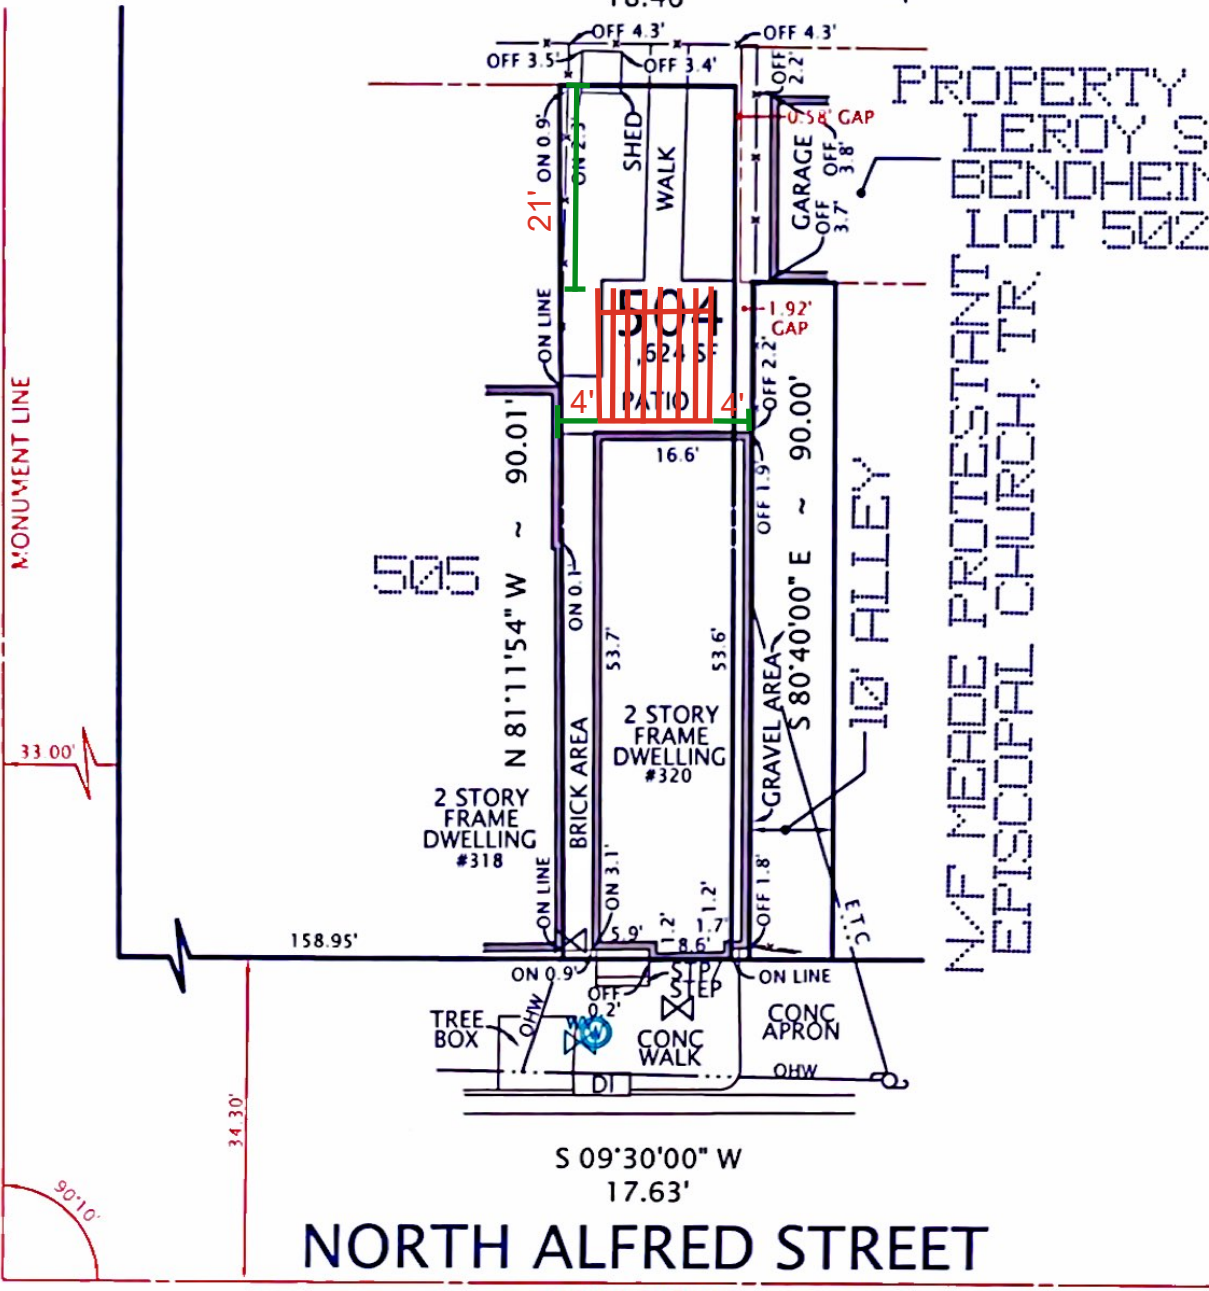 18.46'
OFF 4.3'
OFF 4.3'
OFF 3.5'
OFF 3.4'
OFF 2.2'
PROPERTY
LEROY S
BENDHEIM
LOT 502
ON 0.9'
ON 2.3'
SHED
WALK
0.58' GAP
GARAGE
OFF 3.8'
OFF 3.7'
21'
ON LINE
504
1,624 SF
1.92'
GAP
OFF 2.2'
PATIO
4'
4'
16.6'
OFF 1.9'
MONUMENT LINE
N 81°11'54" W ~ 90.01'
S 80°40'00" E ~ 90.00'
10' ALLEY
N/F MEADE PROTESTANT
EPISCOPAL CHURCH, TR.
505
ON 0.1'
53.7'
53.6'
2 STORY
FRAME
DWELLING
#320
BRICK AREA
GRAVEL AREA
33.00'
2 STORY
FRAME
DWELLING
#318
ON LINE
ON 3.1'
1.2'
1.2'
OFF 1.8'
5.9'
1.7'
8.6'
E.T.C.
158.95'
ON 0.9'
STEP
STEP
ON LINE
OFF
0.2'
OHW
TREE
BOX
W
CONC
WALK
CONC
APRON
OHW
DI
34.30'
90°10'
S 09°30'00" W
17.63'
NORTH ALFRED STREET